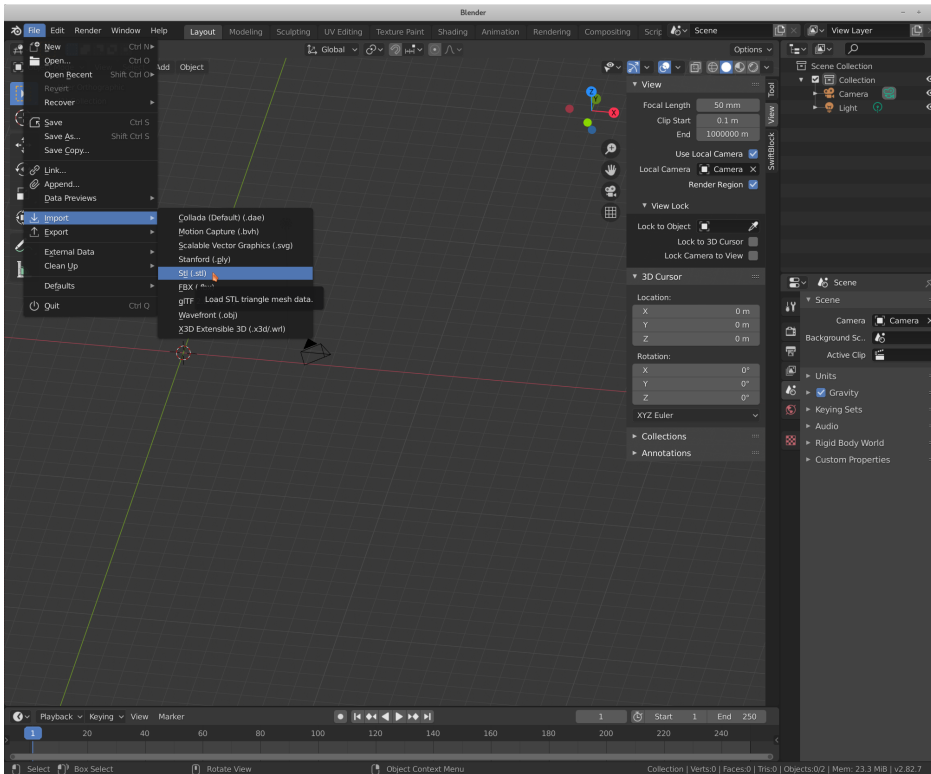 Blender
File Edit Render Window Help Layout Modeling Sculpting UV Editing Texture Paint Shading Animation Rendering Compositing Scrip Scene View Layer
Global Options
Add Object
New Ctrl N
Open... Ctrl O
Open Recent Shift Ctrl O
Revert
Recover
Save Ctrl S
Save As... Shift Ctrl S
Save Copy...
Link...
Append...
Data Previews
Import
Export
External Data
Clean Up
Defaults
Quit Ctrl Q
Collada (Default) (.dae)
Motion Capture (.bvh)
Scalable Vector Graphics (.svg)
Stanford (.ply)
Stl (.stl)
FBX
glTF
Load STL triangle mesh data.
Wavefront (.obj)
X3D Extensible 3D (.x3d/.wrl)
Z
Y
X
View
Focal Length 50 mm
Clip Start 0.1 m
End 1000000 m
Use Local Camera
Local Camera Camera
Render Region
View Lock
Lock to Object
Lock to 3D Cursor
Lock Camera to View
3D Cursor
Location:
X 0 m
Y 0 m
Z 0 m
Rotation:
X 0°
Y 0°
Z 0°
XYZ Euler
Collections
Annotations
Tool
View
SwiftBlock
Scene Collection
Collection
Camera
Light
Scene
Scene
Camera Camera
Background Sc..
Active Clip
Units
Gravity
Keying Sets
Audio
Rigid Body World
Custom Properties
Playback Keying View Marker 1 Start 1 End 250
1 20 40 60 80 100 120 140 160 180 200 220 240
Select Box Select Rotate View Object Context Menu Collection | Verts:0 | Faces:0 | Tris:0 | Objects:0/2 | Mem: 23.3 MiB | v2.82.7